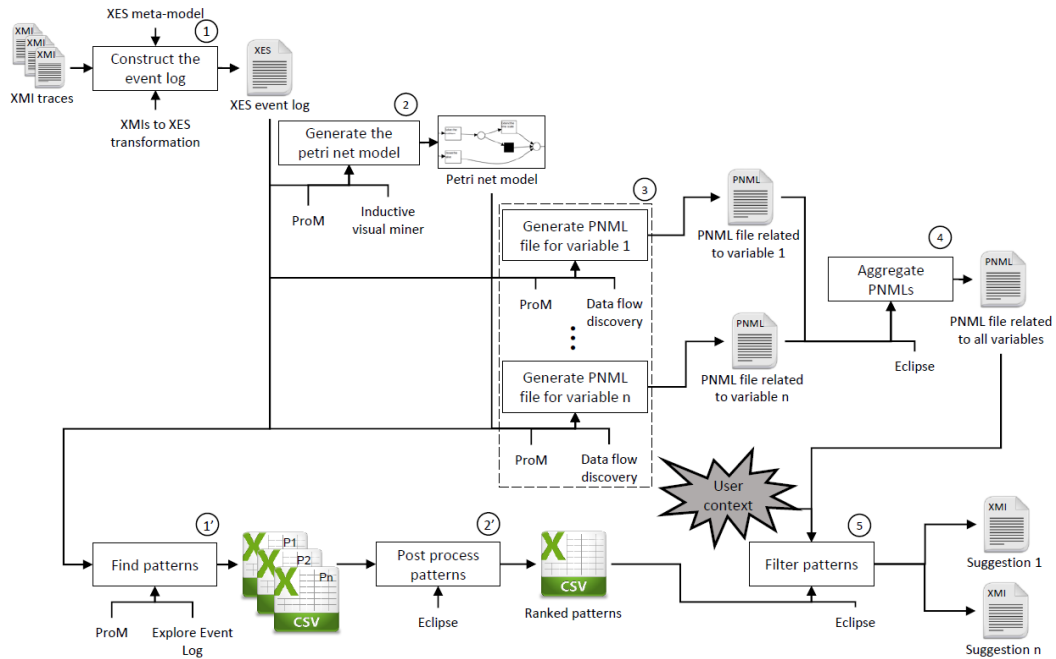 XES meta-model
1
XMI
XMI
XMI
Construct the
event log
XES
XMI traces
XES event log
XMIs to XES
transformation
2
Generate the
petri net model
Petri net model
ProM
Inductive
visual miner
3
Generate PNML
file for variable 1
PNML
PNML file related
to variable 1
ProM
Data flow
discovery
4
Aggregate
PNMLs
PNML
PNML file related
to all variables
Eclipse
Generate PNML
file for variable n
PNML
PNML file related
to variable n
ProM
Data flow
discovery
User
context
1’
Find patterns
ProM
Explore Event
Log
P1
P2
Pn
CSV
2’
Post process
patterns
Eclipse
CSV
Ranked patterns
5
Filter patterns
Eclipse
XMI
Suggestion 1
XMI
Suggestion n